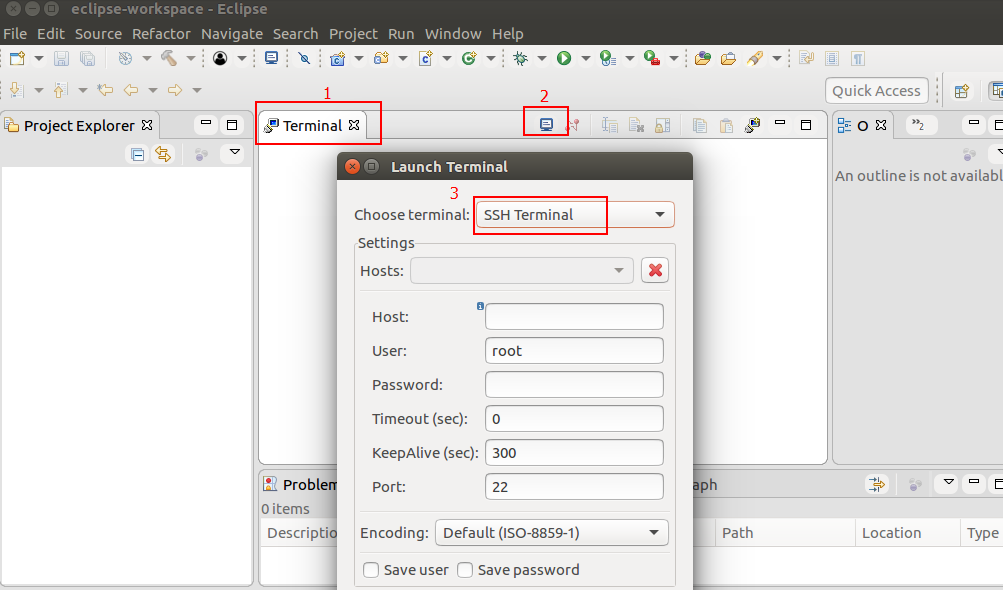 eclipse-workspace - Eclipse
File Edit Source Refactor Navigate Search Project Run Window Help
Quick Access
1
2
Project Explorer
Terminal
O
»2
An outline is not availabl
Launch Terminal
3
Choose terminal: SSH Terminal
Settings
Hosts:
Host:
User: root
Password:
Timeout (sec): 0
KeepAlive (sec): 300
Port: 22
Encoding: Default (ISO-8859-1)
Save user Save password
Problem
aph
0 items
Descriptio Path Location Type